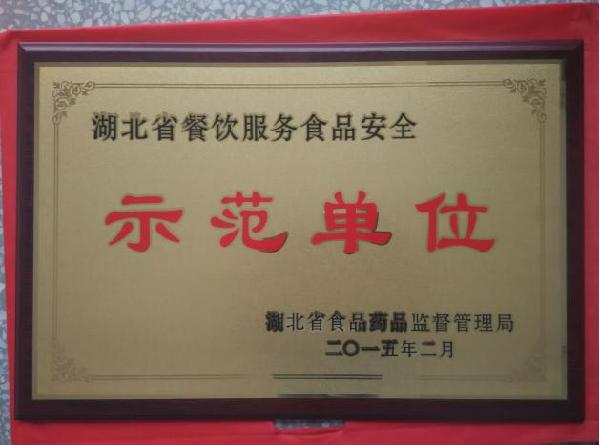 湖北省餐饮服务食品安全
示范单位
湖北省食品药品监督管理局
二〇一五年二月